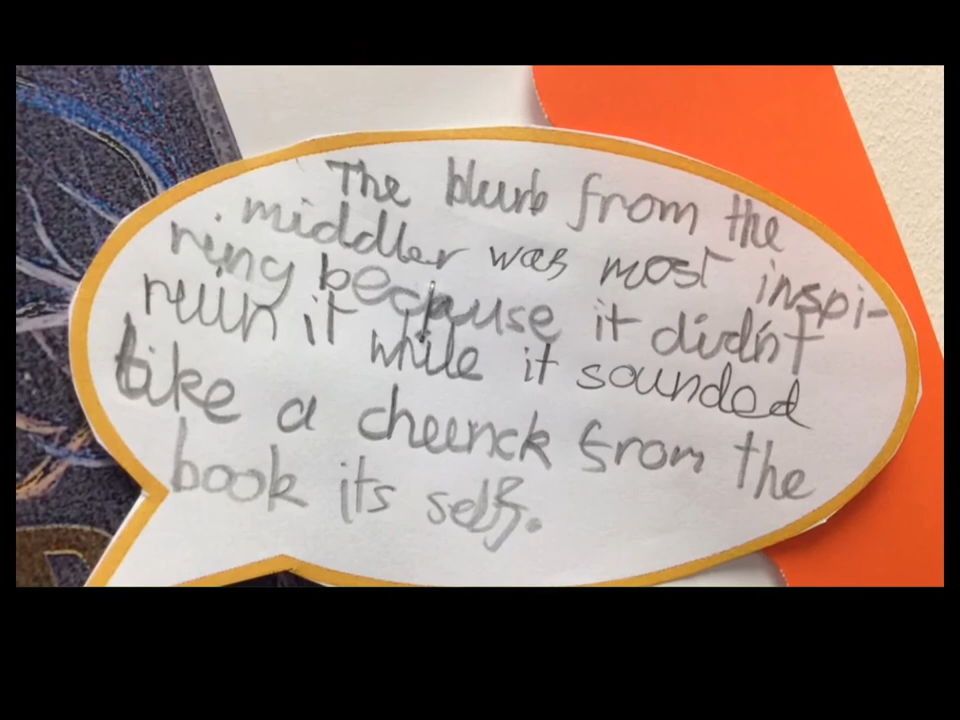 The blurb from the
middler was most inspi-
ring because it didn't
reuin it while it sounded
like a cheenck from the
book its self.